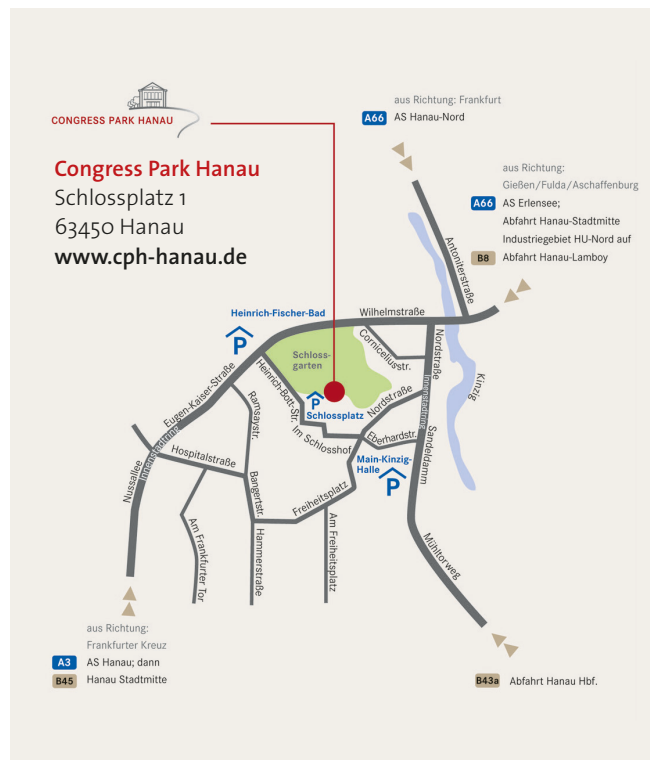 CONGRESS PARK HANAU
Congress Park Hanau
Schlossplatz 1
63450 Hanau
www.cph-hanau.de
aus Richtung: Frankfurt
A66 AS Hanau-Nord
aus Richtung:
Gießen/Fulda/Aschaffenburg
A66 AS Erlensee;
Abfahrt Hanau-Stadtmitte
Industriegebiet HU-Nord auf
B8 Abfahrt Hanau-Lamboy
Antoniterstraße
Heinrich-Fischer-Bad
P
Wilhelmstraße
Corniceliusstr.
Nordstraße
Innenstadtring
Sandeldamm
Kinzig
Schloss-
garten
P
Schlossplatz
Heinrich-Bott-Str.
Im Schlosshof
Nordstraße
Eberhardstr.
Main-Kinzig-
Halle
P
Eugen-Kaiser-Straße
Innenstadtring
Nussallee
Ramsaystr.
Hospitalstraße
Bangertstr.
Freiheitsplatz
Am Frankfurter Tor
Hammerstraße
Am Freiheitsplatz
Mühltorweg
aus Richtung:
Frankfurter Kreuz
A3 AS Hanau; dann
B45 Hanau Stadtmitte
B43a Abfahrt Hanau Hbf.